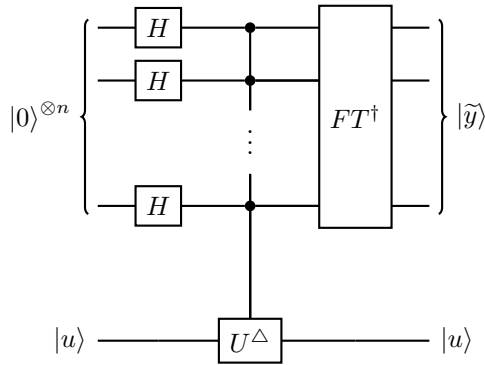 H
H
|0⟩^{⊗n}
FT†
|ỹ⟩
⋮
H
|u⟩
U^△
|u⟩